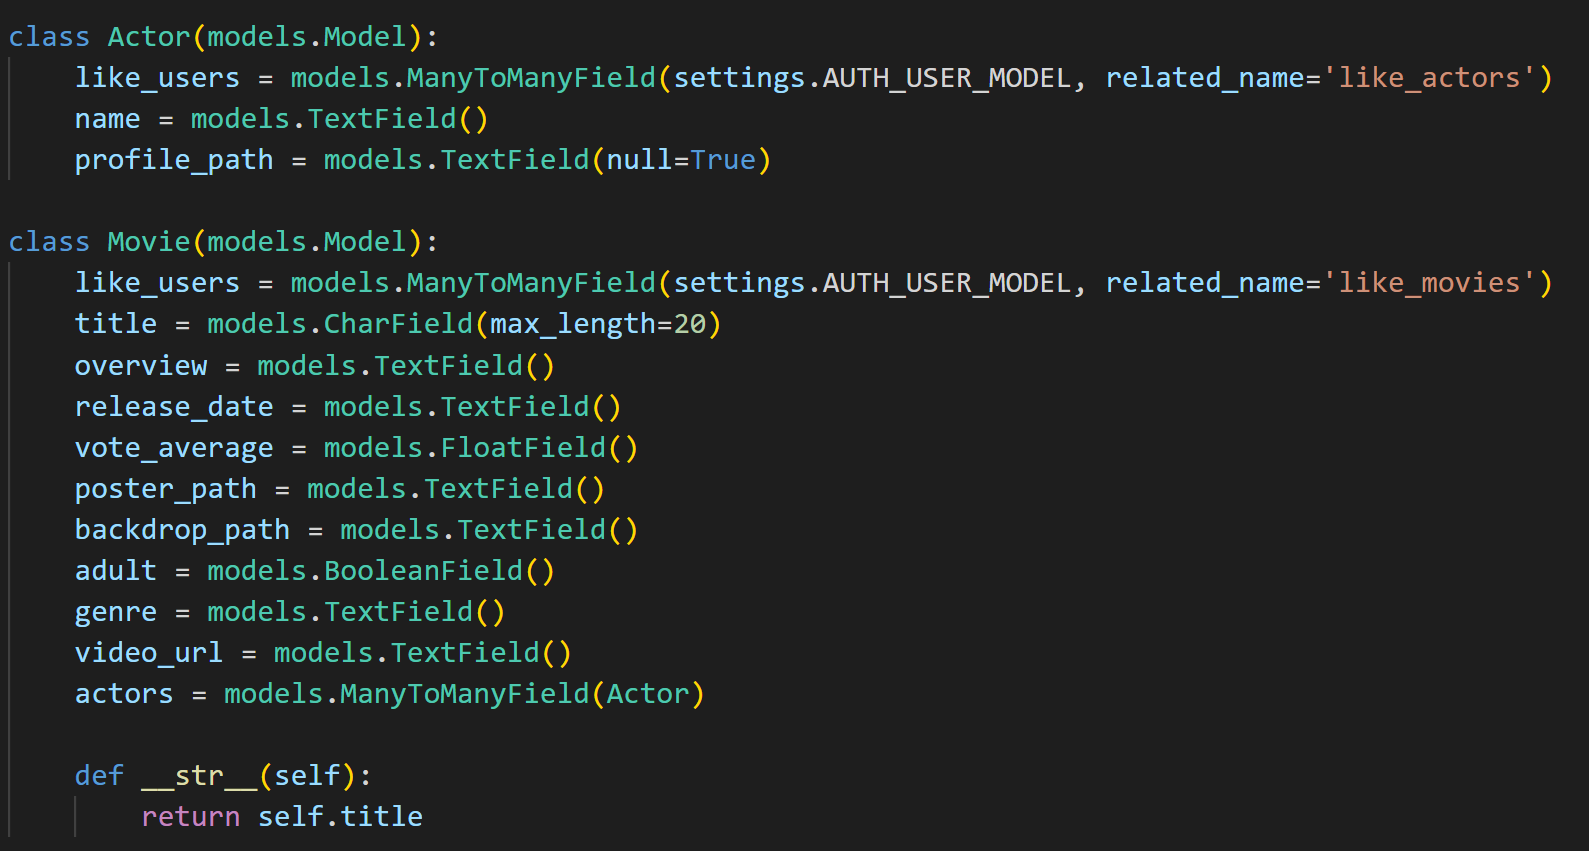 class Actor(models.Model):
    like_users = models.ManyToManyField(settings.AUTH_USER_MODEL, related_name='like_actors')
    name = models.TextField()
    profile_path = models.TextField(null=True)

class Movie(models.Model):
    like_users = models.ManyToManyField(settings.AUTH_USER_MODEL, related_name='like_movies')
    title = models.CharField(max_length=20)
    overview = models.TextField()
    release_date = models.TextField()
    vote_average = models.FloatField()
    poster_path = models.TextField()
    backdrop_path = models.TextField()
    adult = models.BooleanField()
    genre = models.TextField()
    video_url = models.TextField()
    actors = models.ManyToManyField(Actor)

    def __str__(self):
        return self.title